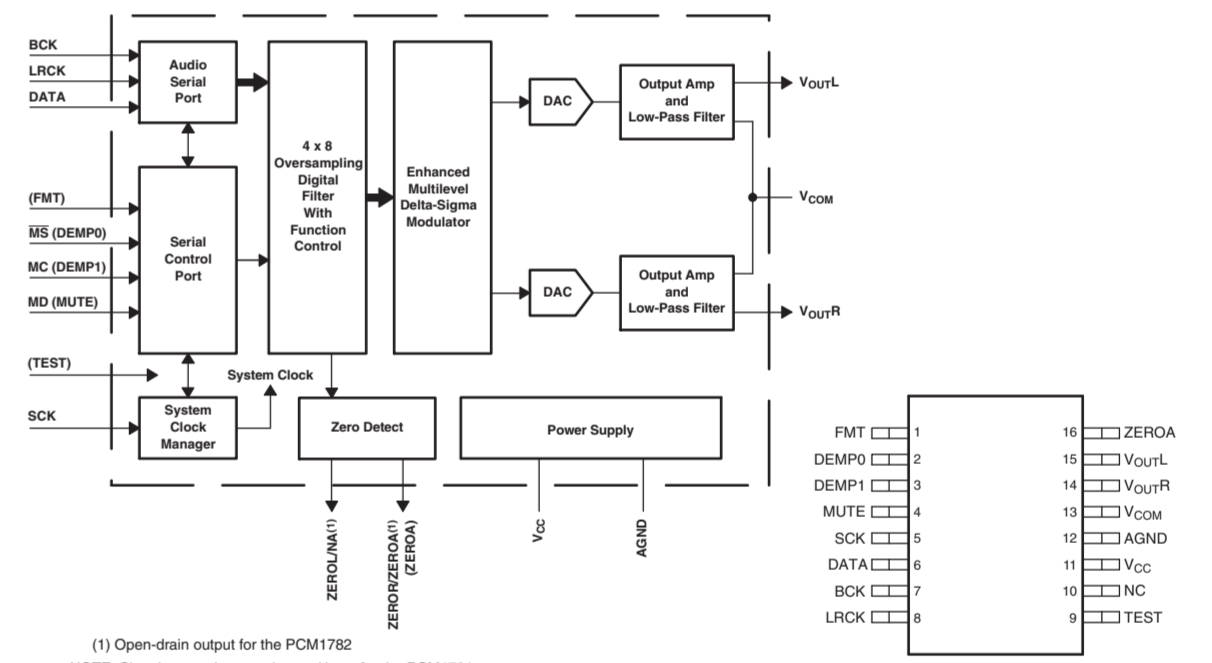 BCK
LRCK
DATA
Audio
Serial
Port
(FMT)
MS (DEMP0)
MC (DEMP1)
MD (MUTE)
Serial
Control
Port
(TEST)
SCK
System
Clock
Manager
System Clock
4 x 8
Oversampling
Digital
Filter
With
Function
Control
Enhanced
Multilevel
Delta-Sigma
Modulator
DAC
Output Amp
and
Low-Pass Filter
VOUTL
VCOM
DAC
Output Amp
and
Low-Pass Filter
VOUTR
Zero Detect
Power Supply
ZEROL/NA(1)
ZEROR/ZEROA(1)
(ZEROA)
VCC
AGND
(1) Open-drain output for the PCM1782
FMT 1
DEMP0 2
DEMP1 3
MUTE 4
SCK 5
DATA 6
BCK 7
LRCK 8
16 ZEROA
15 VOUTL
14 VOUTR
13 VCOM
12 AGND
11 VCC
10 NC
9 TEST